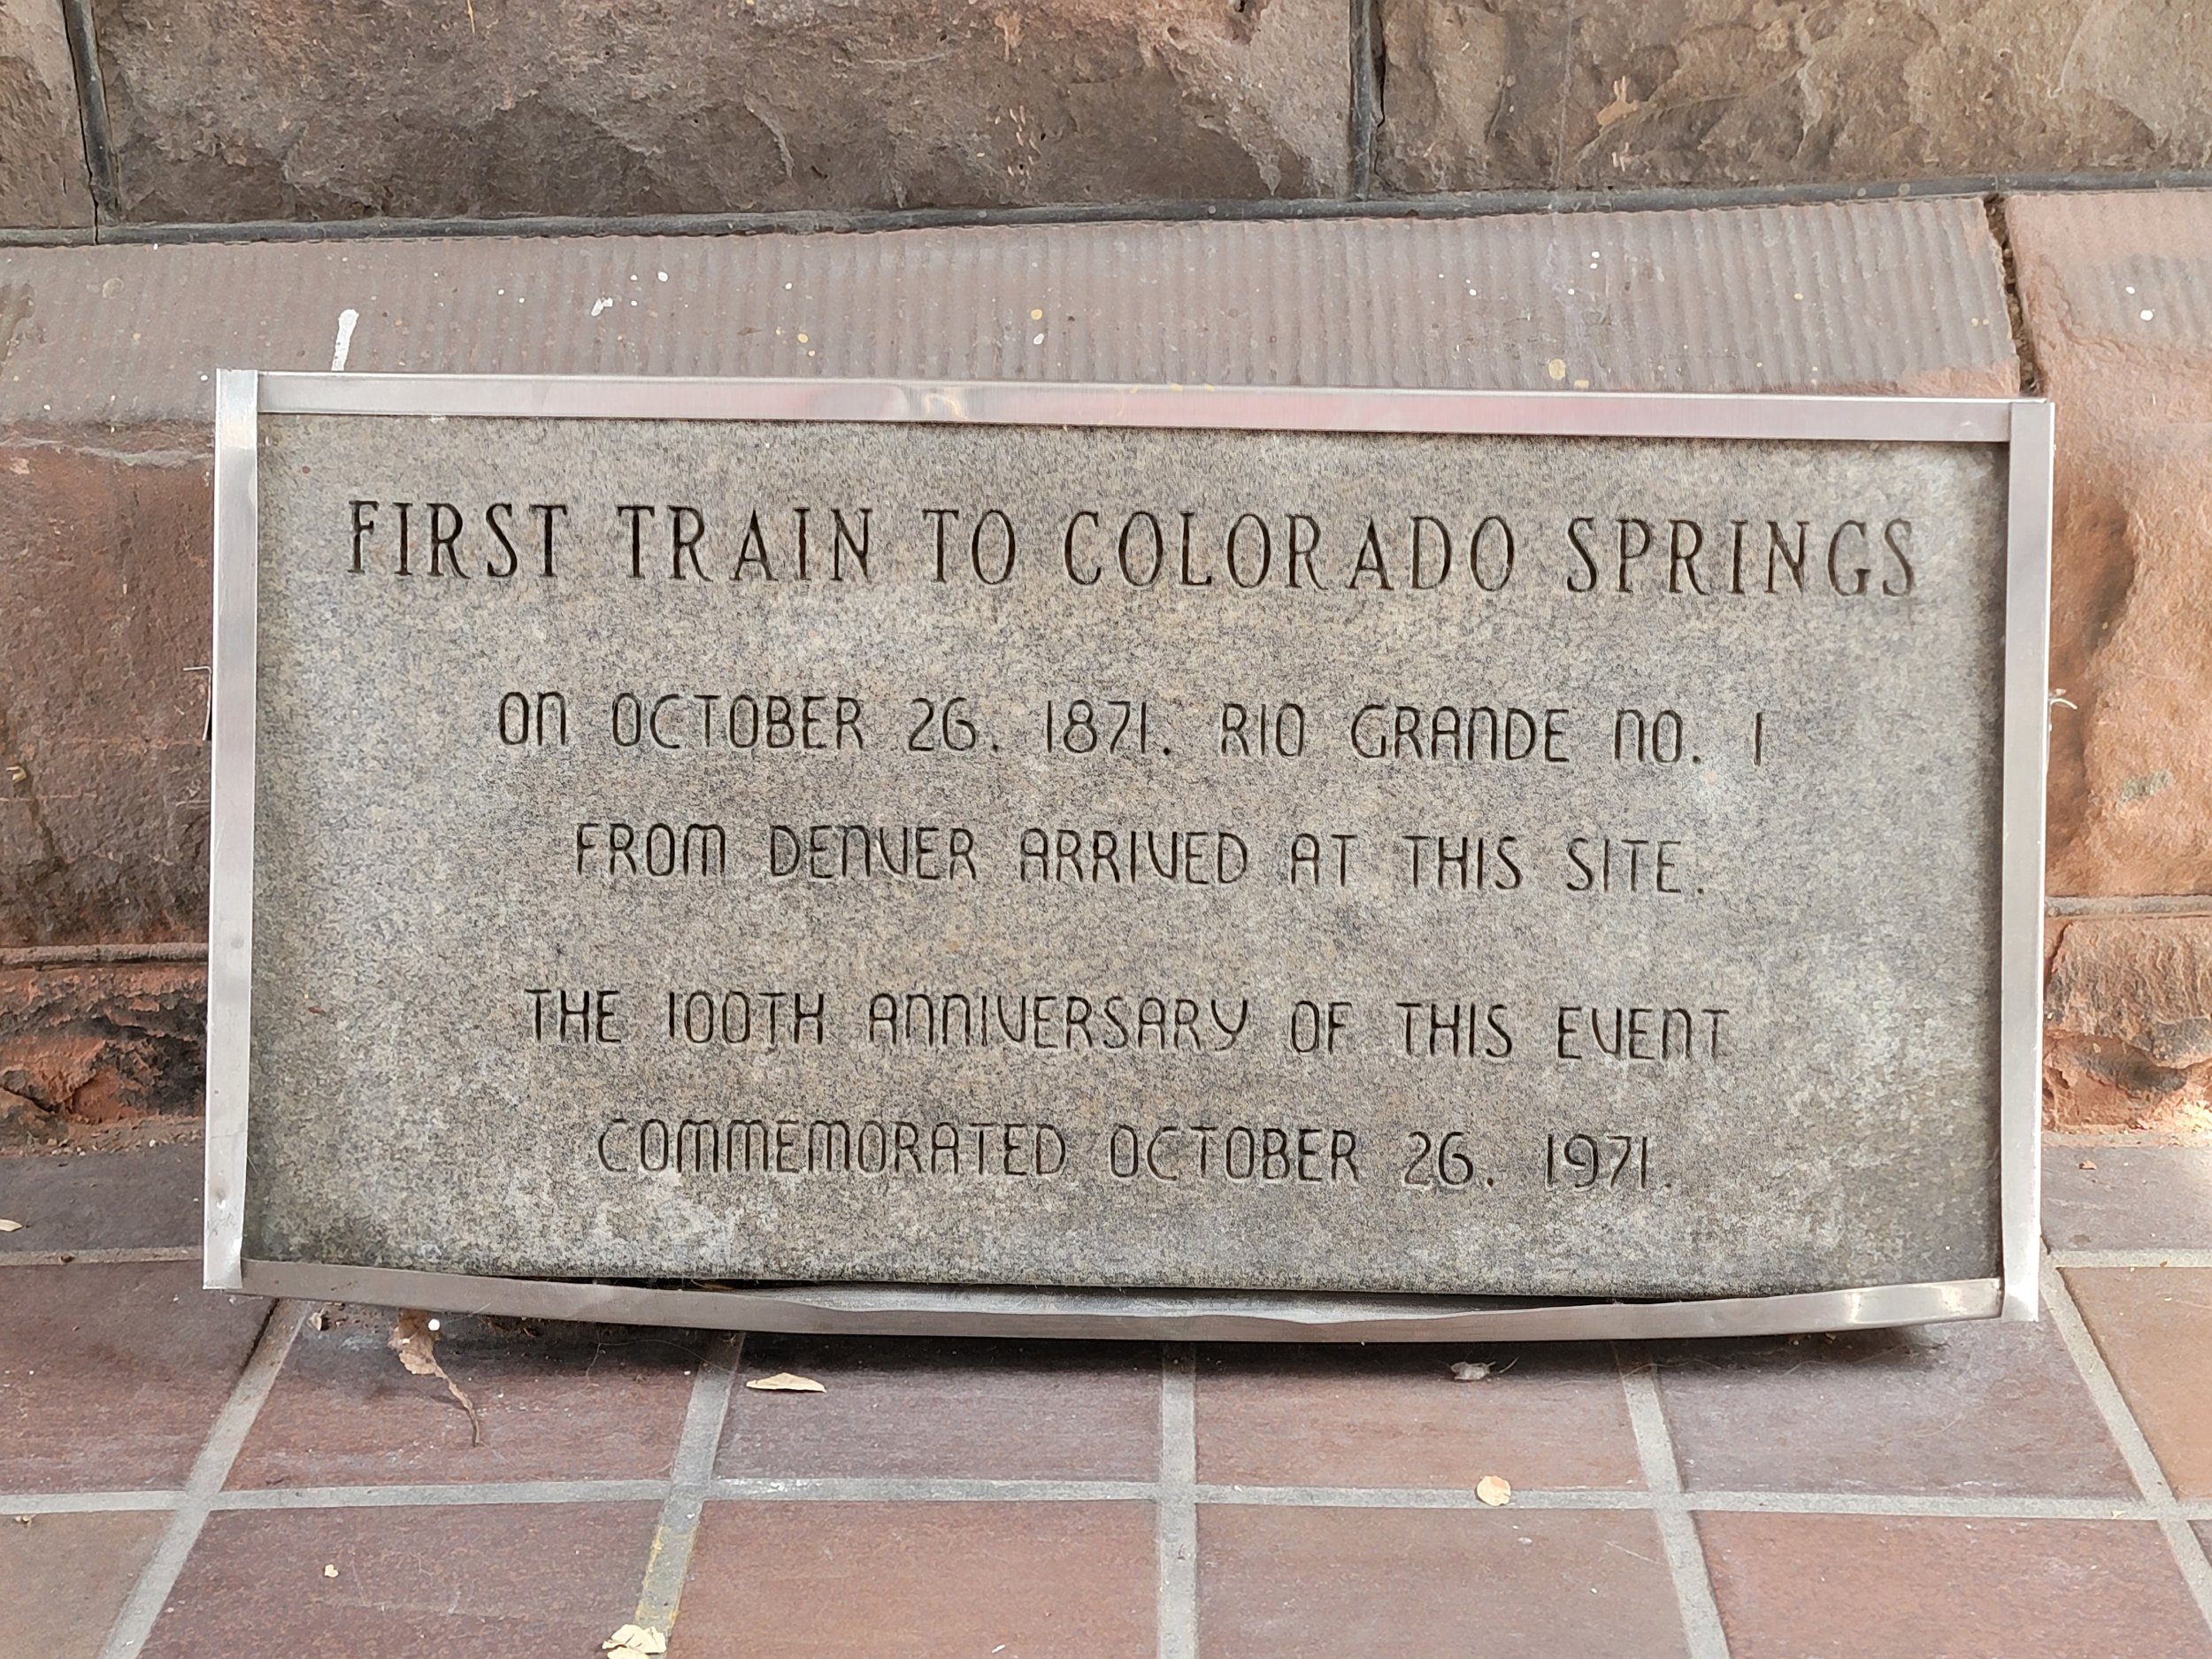 FIRST TRAIN TO COLORADO SPRINGS
ON OCTOBER 26. 1871. RIO GRANDE NO. 1
FROM DENVER ARRIVED AT THIS SITE.
THE 100TH ANNIVERSARY OF THIS EVENT
COMMEMORATED OCTOBER 26. 1971.